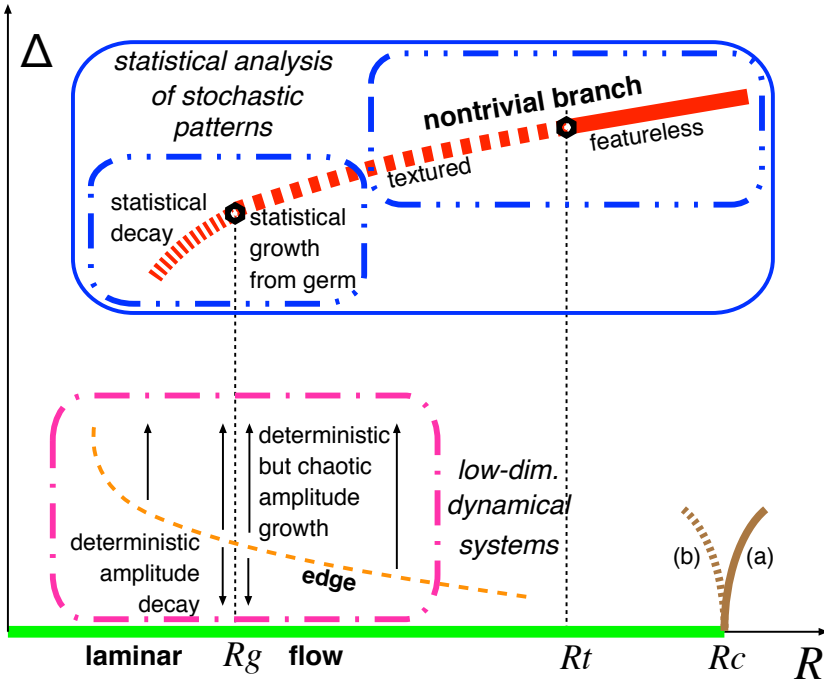 Δ
statistical analysis
of stochastic
patterns
nontrivial branch
featureless
textured
statistical
decay
statistical
growth
from germ
deterministic
but chaotic
amplitude
growth
low-dim.
dynamical
systems
deterministic
amplitude
decay
edge
(b)
(a)
laminar
Rg
flow
Rt
Rc
R